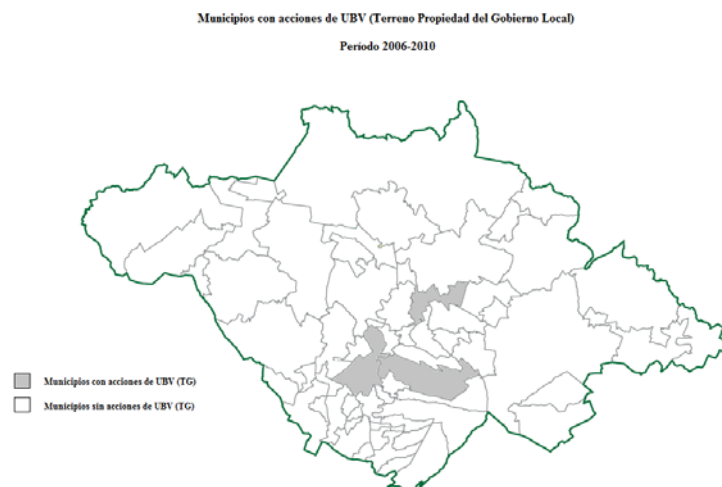 Municipios con acciones de UBV (Terreno Propiedad del Gobierno Local)
Período 2006-2010
Municipios con acciones de UBV (TG)
Municipios sin acciones de UBV (TG)